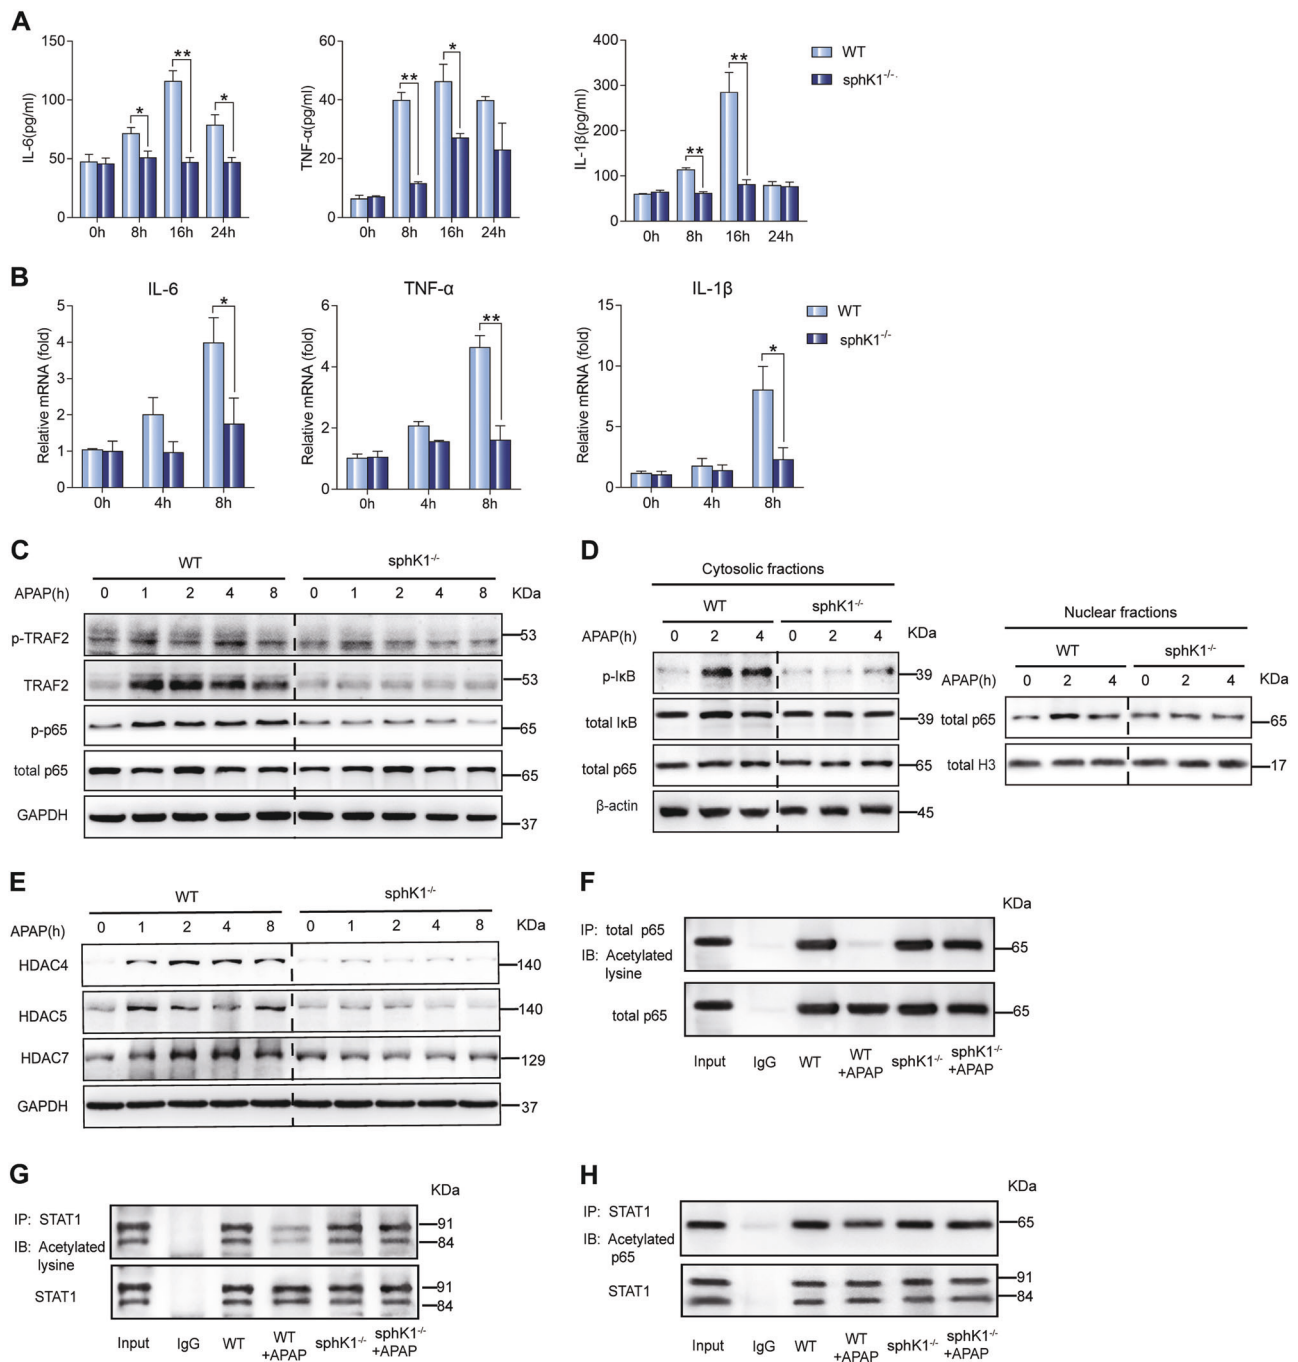 A
IL-6(pg/ml)
150
100
50
0
* ** *
0h 8h 16h 24h
TNF-α(pg/ml)
60
40
20
0
** *
0h 8h 16h 24h
IL-1β(pg/ml)
400
300
200
100
0
** **
0h 8h 16h 24h
WT
sphK1-/-.
B
IL-6
Relative mRNA (fold)
5
4
3
2
1
0
*
0h 4h 8h
TNF-α
Relative mRNA (fold)
6
4
2
0
**
0h 4h 8h
IL-1β
Relative mRNA (fold)
15
10
5
0
*
0h 4h 8h
WT
sphK1-/-
C
WT sphK1-/-
APAP(h) 0 1 2 4 8 0 1 2 4 8 KDa
p-TRAF2 53
TRAF2 53
p-p65 65
total p65 65
GAPDH 37
D
Cytosolic fractions
WT sphK1-/-
APAP(h) 0 2 4 0 2 4 KDa
p-IκB 39
total IκB 39
total p65 65
β-actin 45
Nuclear fractions
WT sphK1-/-
APAP(h) 0 2 4 0 2 4 KDa
total p65 65
total H3 17
E
WT sphK1-/-
APAP(h) 0 1 2 4 8 0 1 2 4 8 KDa
HDAC4 140
HDAC5 140
HDAC7 129
GAPDH 37
F
KDa
IP: total p65
IB: Acetylated
lysine
65
total p65 65
Input IgG WT WT
+APAP sphK1-/- sphK1-/-
+APAP
G
KDa
IP: STAT1
IB: Acetylated
lysine
91
84
STAT1
91
84
Input IgG WT WT
+APAP sphK1-/- sphK1-/-
+APAP
H
KDa
IP: STAT1
IB: Acetylated
p65
65
STAT1
91
84
Input IgG WT WT
+APAP sphK1-/- sphK1-/-
+APAP